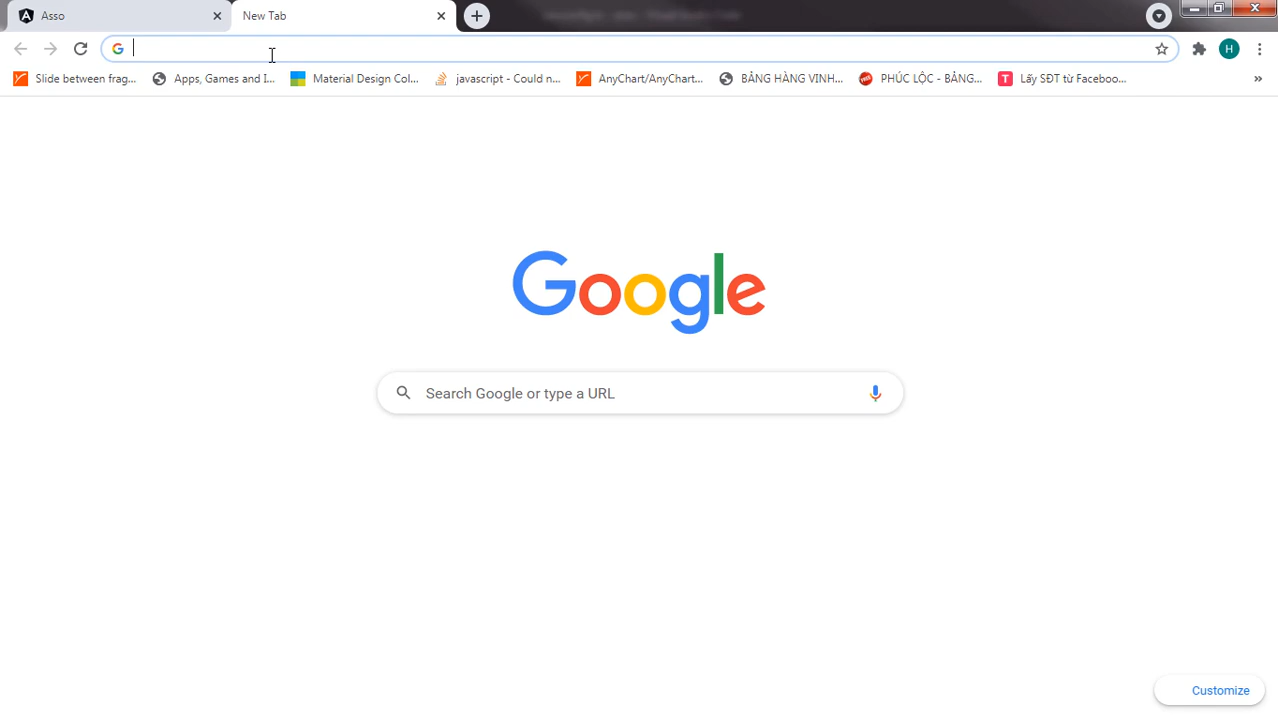 Asso
New Tab
Slide between frag...
Apps, Games and I...
Material Design Col...
javascript - Could n...
AnyChart/AnyChart...
BẢNG HÀNG VINH...
PHÚC LỘC - BẢNG...
Lấy SĐT từ Faceboo...
H
Google
Search Google or type a URL
Customize